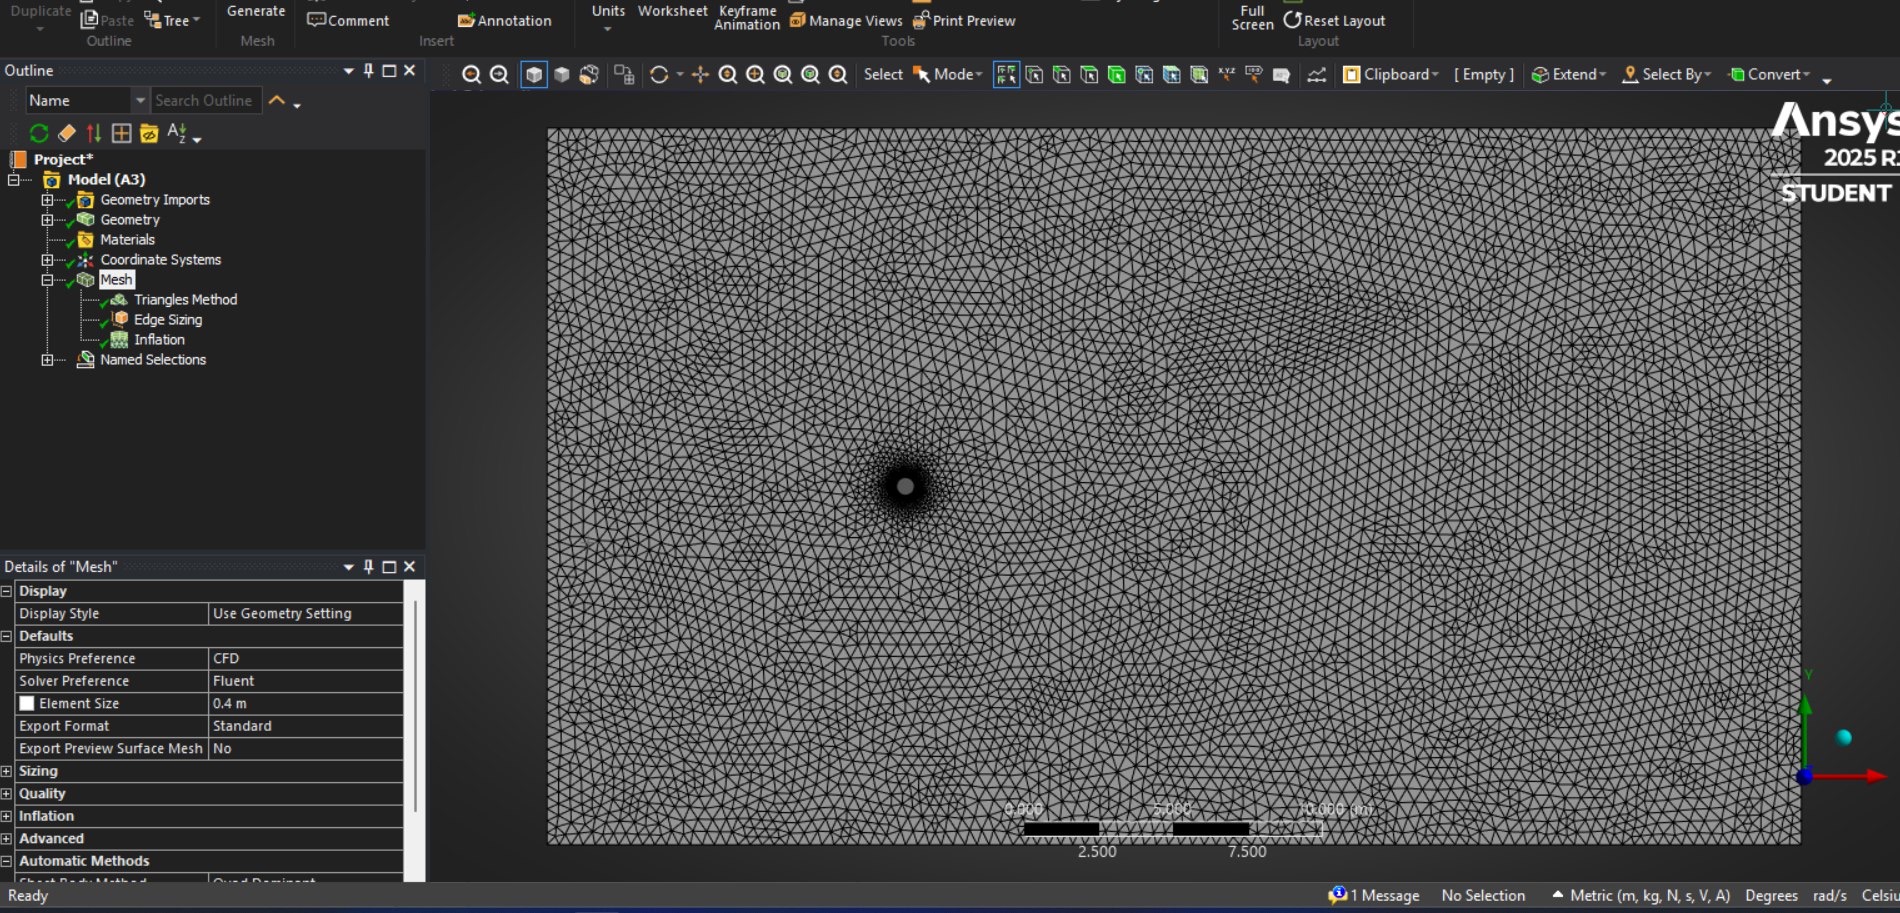 Duplicate
Paste
Tree
Outline
Generate
Mesh
Comment
Annotation
Insert
Units
Worksheet
Keyframe
Animation
Manage Views
Print Preview
Tools
Full
Screen
Reset Layout
Layout
Outline
Name
Search Outline
Select
Mode
Clipboard
[ Empty ]
Extend
Select By
Convert
Project*
Model (A3)
Geometry Imports
Geometry
Materials
Coordinate Systems
Mesh
Triangles Method
Edge Sizing
Inflation
Named Selections
Ansys
2025 R1
STUDENT
Details of "Mesh"
Display
Display Style Use Geometry Setting
Defaults
Physics Preference CFD
Solver Preference Fluent
Element Size 0.4 m
Export Format Standard
Export Preview Surface Mesh No
Sizing
Quality
Inflation
Advanced
Automatic Methods
Y
0.000 5.000 10.000 (m)
2.500 7.500
Ready
1 Message No Selection Metric (m, kg, N, s, V, A) Degrees rad/s Celsiu